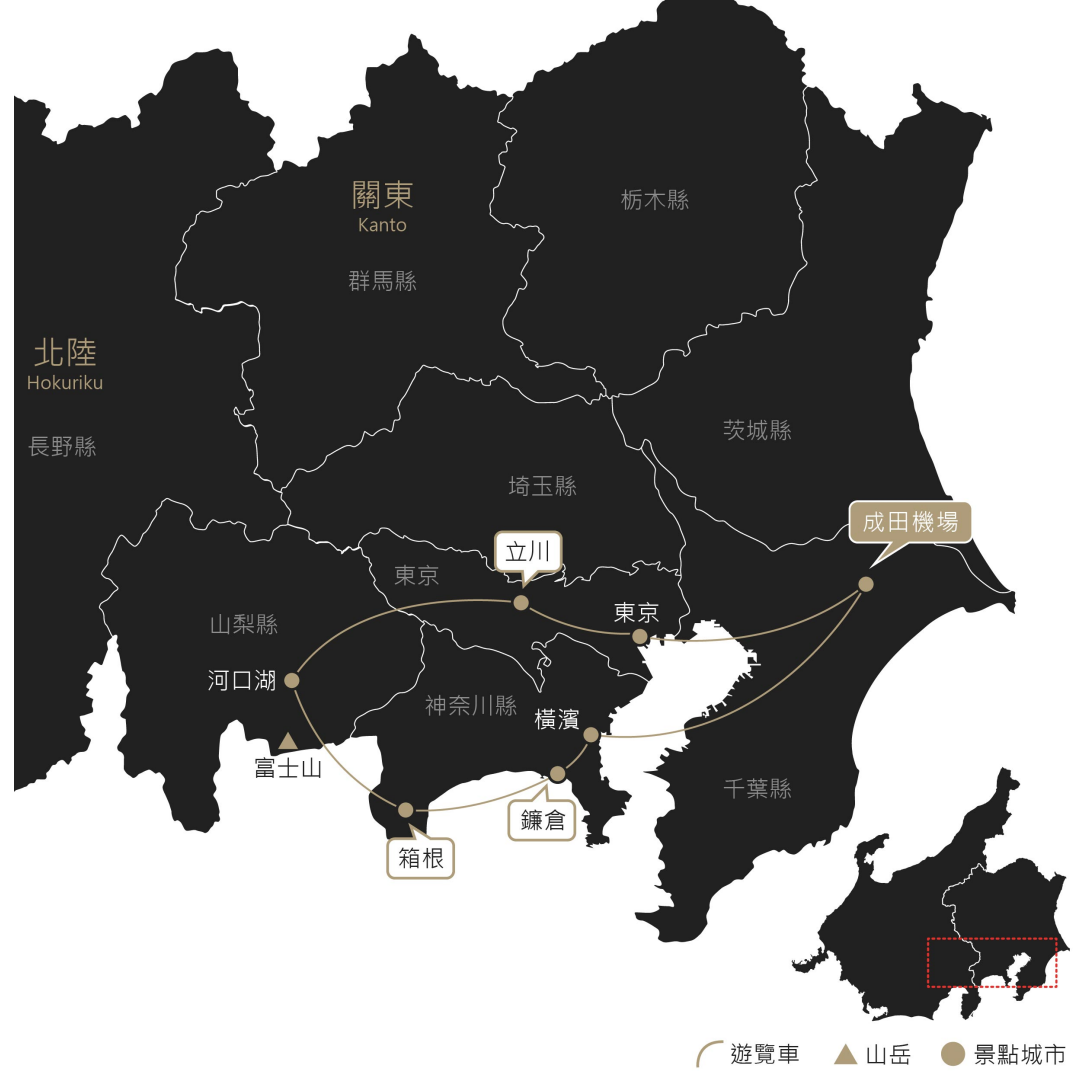 關東
Kanto
栃木縣
群馬縣
北陸
Hokuriku
長野縣
茨城縣
埼玉縣
成田機場
立川
東京
東京
山梨縣
河口湖
神奈川縣
橫濱
富士山
千葉縣
鐮倉
箱根
遊覽車
山岳
景點城市